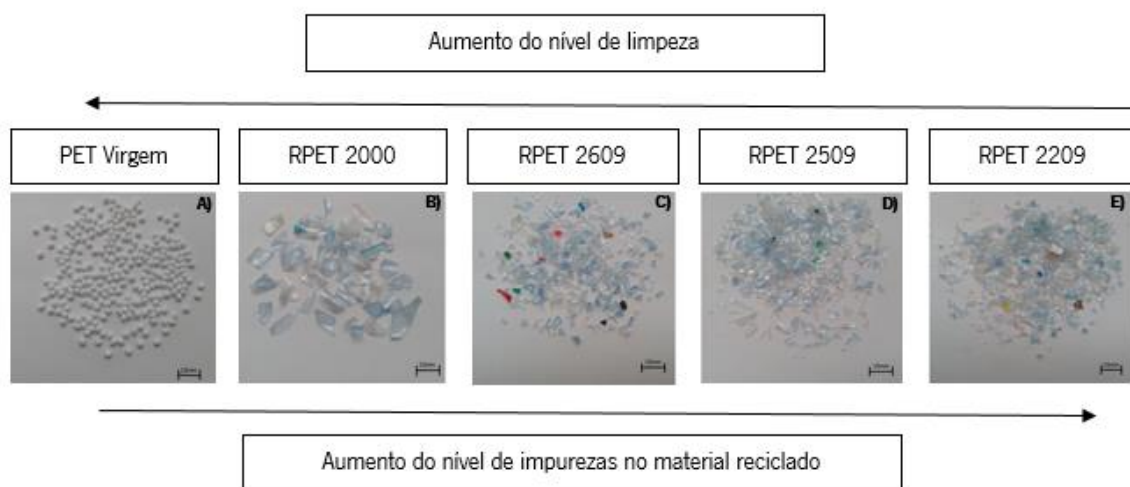 Aumento do nível de limpeza
PET Virgem
RPET 2000
RPET 2609
RPET 2509
RPET 2209
A)
B)
C)
D)
E)
Aumento do nível de impurezas no material reciclado